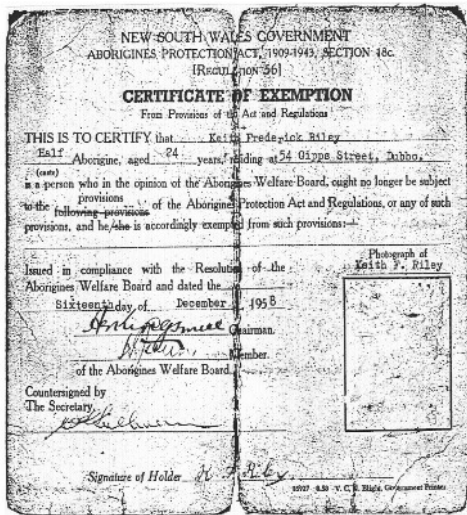 NEW SOUTH WALES GOVERNMENT
ABORIGINES PROTECTION ACT, 1909-1943, SECTION 18c.
[REGULATION 56]
CERTIFICATE OF EXEMPTION
From Provisions of the Act and Regulations
THIS IS TO CERTIFY that Keith Frederick Riley
Half Aborigine, aged 24 years, residing at 54 Gipps Street, Dubbo,
(caste)
is a person who in the opinion of the Aborigines Welfare Board, ought no longer be subject
provisions
to the following provisions of the Aborigines Protection Act and Regulations, or any of such
provisions, and he/she is accordingly exempt from such provisions:—
Photograph of
Keith F. Riley
Issued in compliance with the Resolution of the
Aborigines Welfare Board and dated the
Sixteenth day of December 1958
Chairman.
Member.
of the Aborigines Welfare Board.
Countersigned by
The Secretary.
Signature of Holder K F Riley
V. C. N. Blight, Government Printer